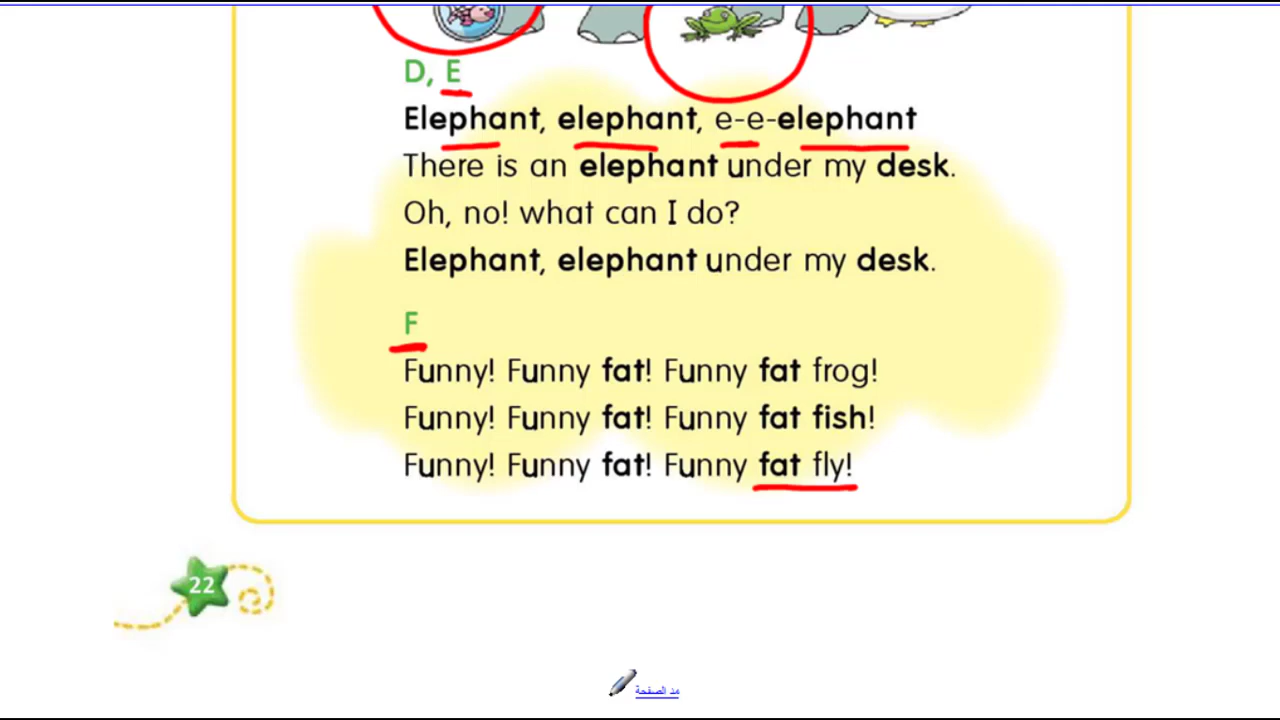 D, E
Elephant, elephant, e-e-elephant
There is an elephant under my desk.
Oh, no! what can I do?
Elephant, elephant under my desk.
F
Funny! Funny fat! Funny fat frog!
Funny! Funny fat! Funny fat fish!
Funny! Funny fat! Funny fat fly!
22
مد الصفحة